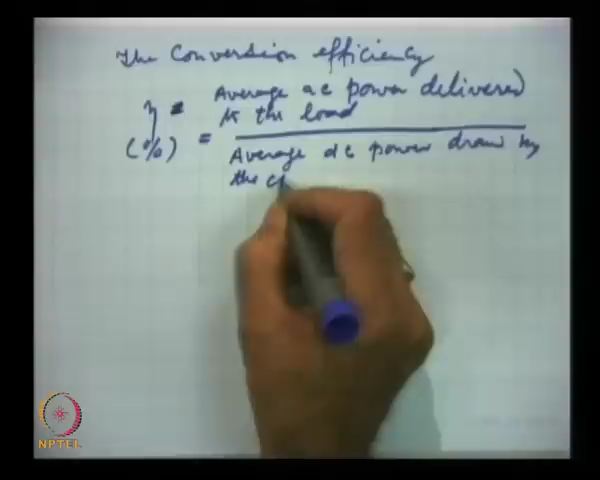 The Conversion efficiency
η = Average ac power delivered
to the load
(%) =
Average dc power drawn by
the c
NPTEL